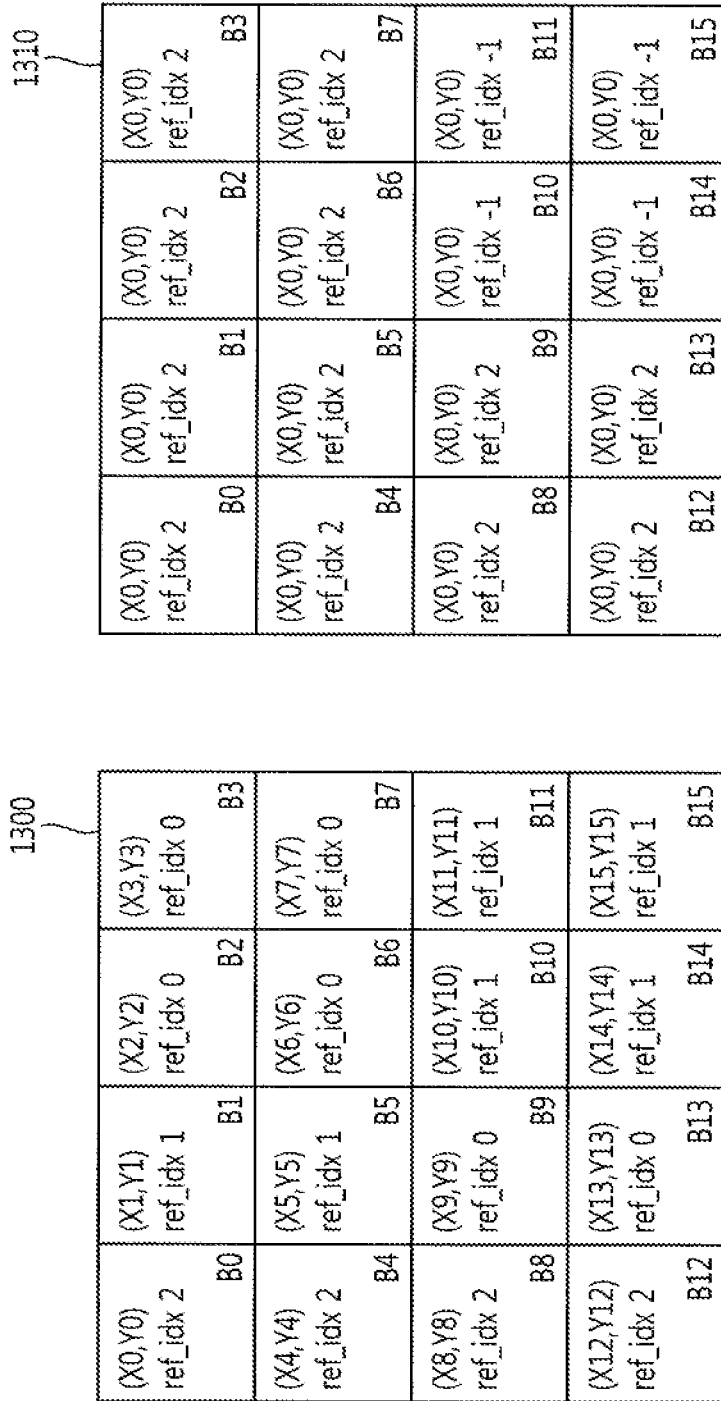 1300
(X0,Y0)
ref_idx 2
B0
(X1,Y1)
ref_idx 1
B1
(X2,Y2)
ref_idx 0
B2
(X3,Y3)
ref_idx 0
B3
(X4,Y4)
ref_idx 2
B4
(X5,Y5)
ref_idx 1
B5
(X6,Y6)
ref_idx 0
B6
(X7,Y7)
ref_idx 0
B7
(X8,Y8)
ref_idx 2
B8
(X9,Y9)
ref_idx 0
B9
(X10,Y10)
ref_idx 1
B10
(X11,Y11)
ref_idx 1
B11
(X12,Y12)
ref_idx 2
B12
(X13,Y13)
ref_idx 0
B13
(X14,Y14)
ref_idx 1
B14
(X15,Y15)
ref_idx 1
B15
1310
(X0,Y0)
ref_idx 2
B0
(X0,Y0)
ref_idx 2
B1
(X0,Y0)
ref_idx 2
B2
(X0,Y0)
ref_idx 2
B3
(X0,Y0)
ref_idx 2
B4
(X0,Y0)
ref_idx 2
B5
(X0,Y0)
ref_idx 2
B6
(X0,Y0)
ref_idx 2
B7
(X0,Y0)
ref_idx 2
B8
(X0,Y0)
ref_idx 2
B9
(X0,Y0)
ref_idx -1
B10
(X0,Y0)
ref_idx -1
B11
(X0,Y0)
ref_idx 2
B12
(X0,Y0)
ref_idx 2
B13
(X0,Y0)
ref_idx -1
B14
(X0,Y0)
ref_idx -1
B15